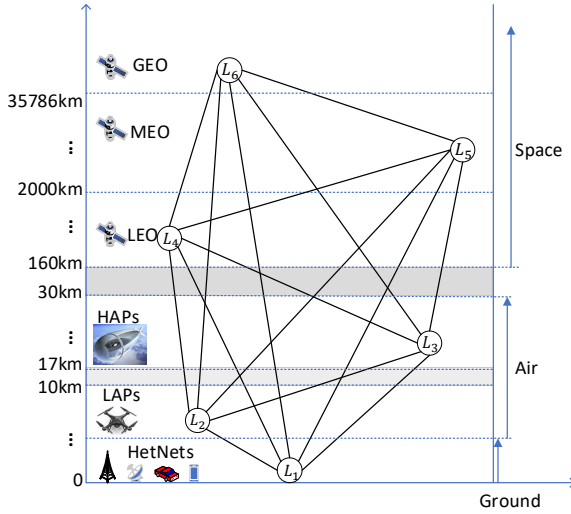 GEO
L6
35786km
MEO
L5
Space
2000km
LEO
L4
160km
30km
HAPs
L3
17km
Air
10km
LAPs
L2
HetNets
L1
0
Ground